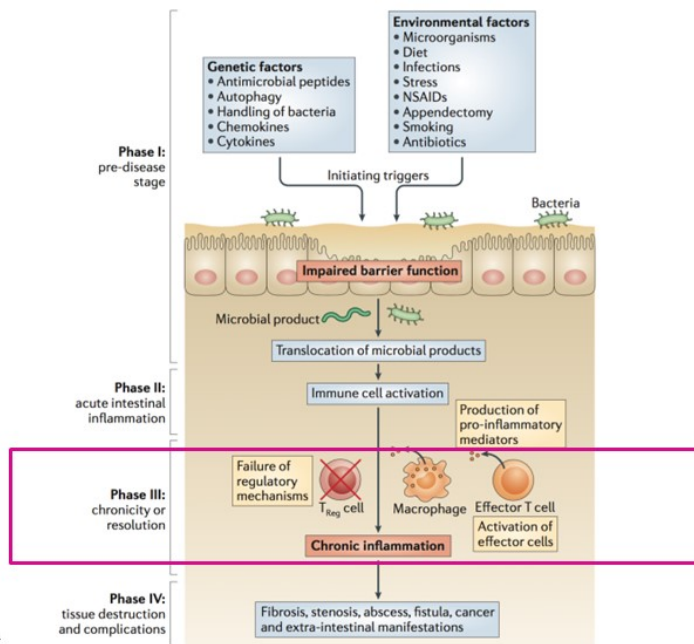 Environmental factors
• Microorganisms
• Diet
• Infections
• Stress
• NSAIDs
• Appendectomy
• Smoking
• Antibiotics
Genetic factors
• Antimicrobial peptides
• Autophagy
• Handling of bacteria
• Chemokines
• Cytokines
Phase I:
pre-disease
stage
Initiating triggers
Bacteria
Impaired barrier function
Microbial product
Translocation of microbial products
Phase II:
acute intestinal
inflammation
Immune cell activation
Production of
pro-inflammatory
mediators
Phase III:
chronicity or
resolution
Failure of
regulatory
mechanisms
TReg cell
Macrophage
Effector T cell
Activation of
effector cells
Chronic inflammation
Phase IV:
tissue destruction
and complications
Fibrosis, stenosis, abscess, fistula, cancer
and extra-intestinal manifestations